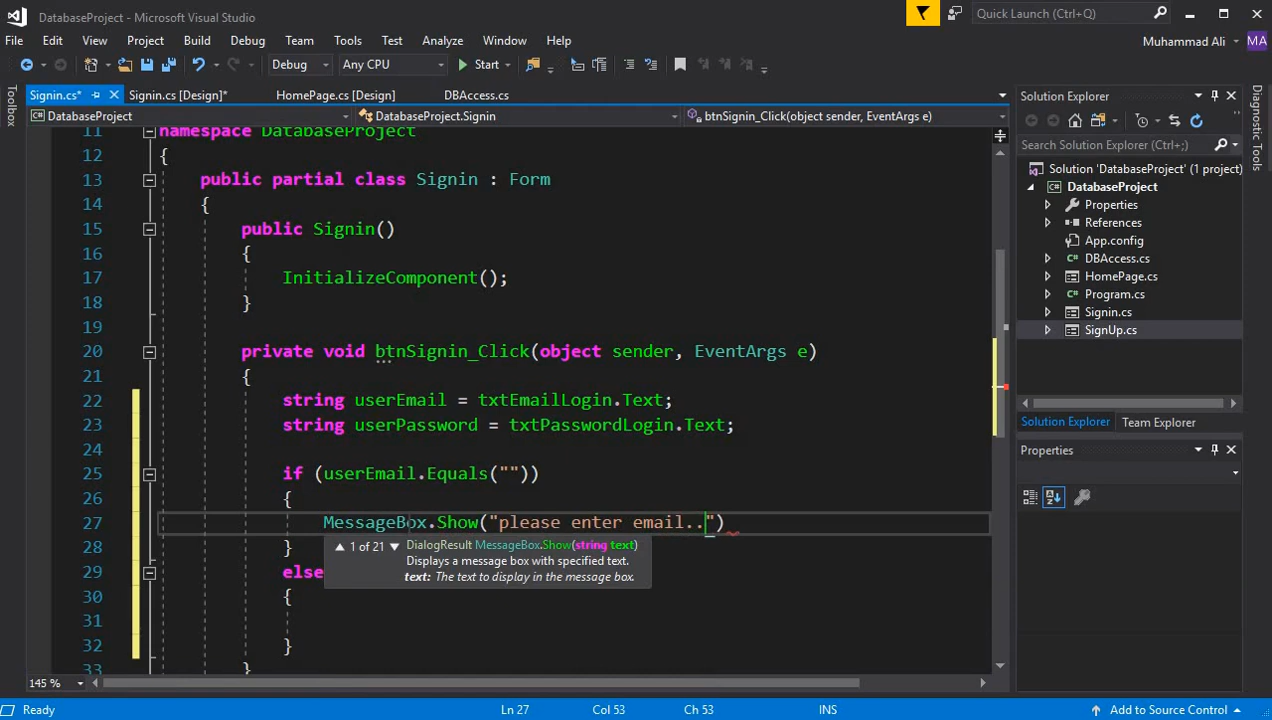 DatabaseProject - Microsoft Visual Studio
Quick Launch (Ctrl+/)
File Edit View Project Build Debug Team Tools Test Analyze Window Help
Muhammad Ali MA
Debug Any CPU Start
Toolbox
Signin.cs* Signin.cs [Design]* HomePage.cs [Design] DBAccess.cs
DatabaseProject DatabaseProject.Signin btnSignin_Click(object sender, EventArgs e)
11 namespace DatabaseProject
12 {
13 public partial class Signin : Form
14 {
15 public Signin()
16 {
17 InitializeComponent();
18 }
19
20 private void btnSignin_Click(object sender, EventArgs e)
21 {
22 string userEmail = txtEmailLogin.Text;
23 string userPassword = txtPasswordLogin.Text;
24
25 if (userEmail.Equals(""))
26 {
27 MessageBox.Show("please enter email..")
28 }
1 of 21 DialogResult MessageBox.Show(string text)
Displays a message box with specified text.
text: The text to display in the message box.
29 else
30 {
31
32 }
33 }
145 %
Solution Explorer
Search Solution Explorer (Ctrl+;)
Solution 'DatabaseProject' (1 project)
DatabaseProject
Properties
References
App.config
DBAccess.cs
HomePage.cs
Program.cs
Signin.cs
SignUp.cs
Solution Explorer Team Explorer
Properties
Diagnostic Tools
Ready Ln 27 Col 53 Ch 53 INS Add to Source Control